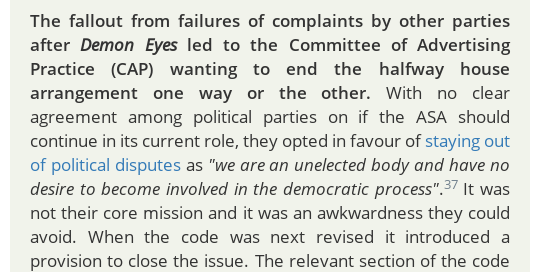 The fallout from failures of complaints by other parties
after Demon Eyes led to the Committee of Advertising
Practice (CAP) wanting to end the halfway house
arrangement one way or the other. With no clear
agreement among political parties on if the ASA should
continue in its current role, they opted in favour of staying out
of political disputes as "we are an unelected body and have no
desire to become involved in the democratic process".37 It was
not their core mission and it was an awkwardness they could
avoid. When the code was next revised it introduced a
provision to close the issue. The relevant section of the code